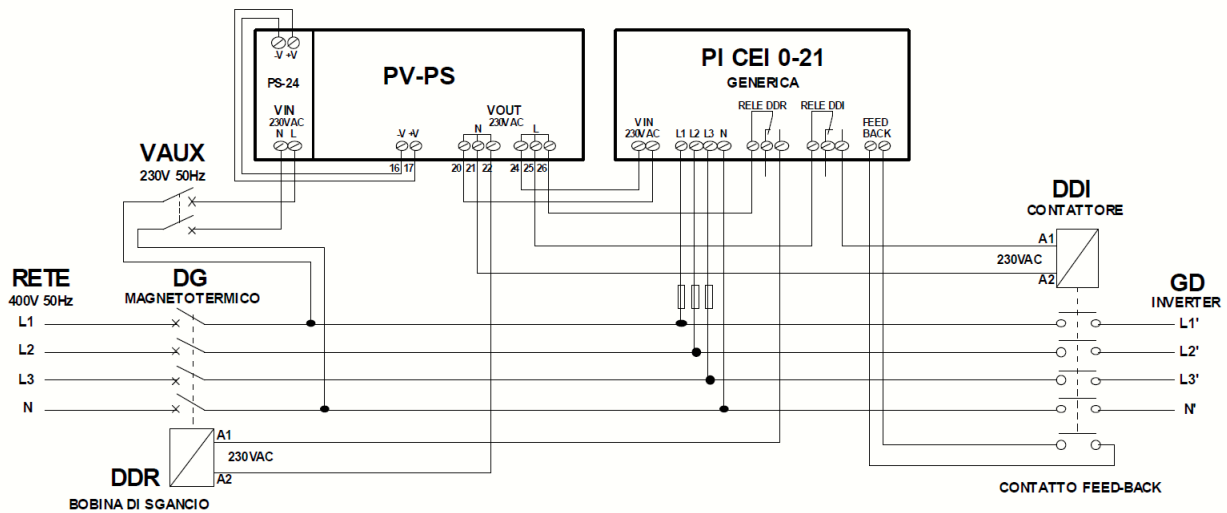 -V +V
PS-24
PV-PS
VIN
230VAC
N L
-V +V
16 17
VOUT
230VAC
N
L
20 21 22
24 25 26
PI CEI 0-21
GENERICA
RELE DDR
RELE DDI
VIN
230VAC
L1 L2 L3 N
FEED
BACK
VAUX
230V 50Hz
DDI
CONTATTORE
A1
230VAC
A2
RETE
400V 50Hz
DG
MAGNETOTERMICO
GD
INVERTER
L1
L1'
L2
L2'
L3
L3'
N
N'
A1
230VAC
A2
DDR
BOBINA DI SGANCIO
CONTATTO FEED-BACK